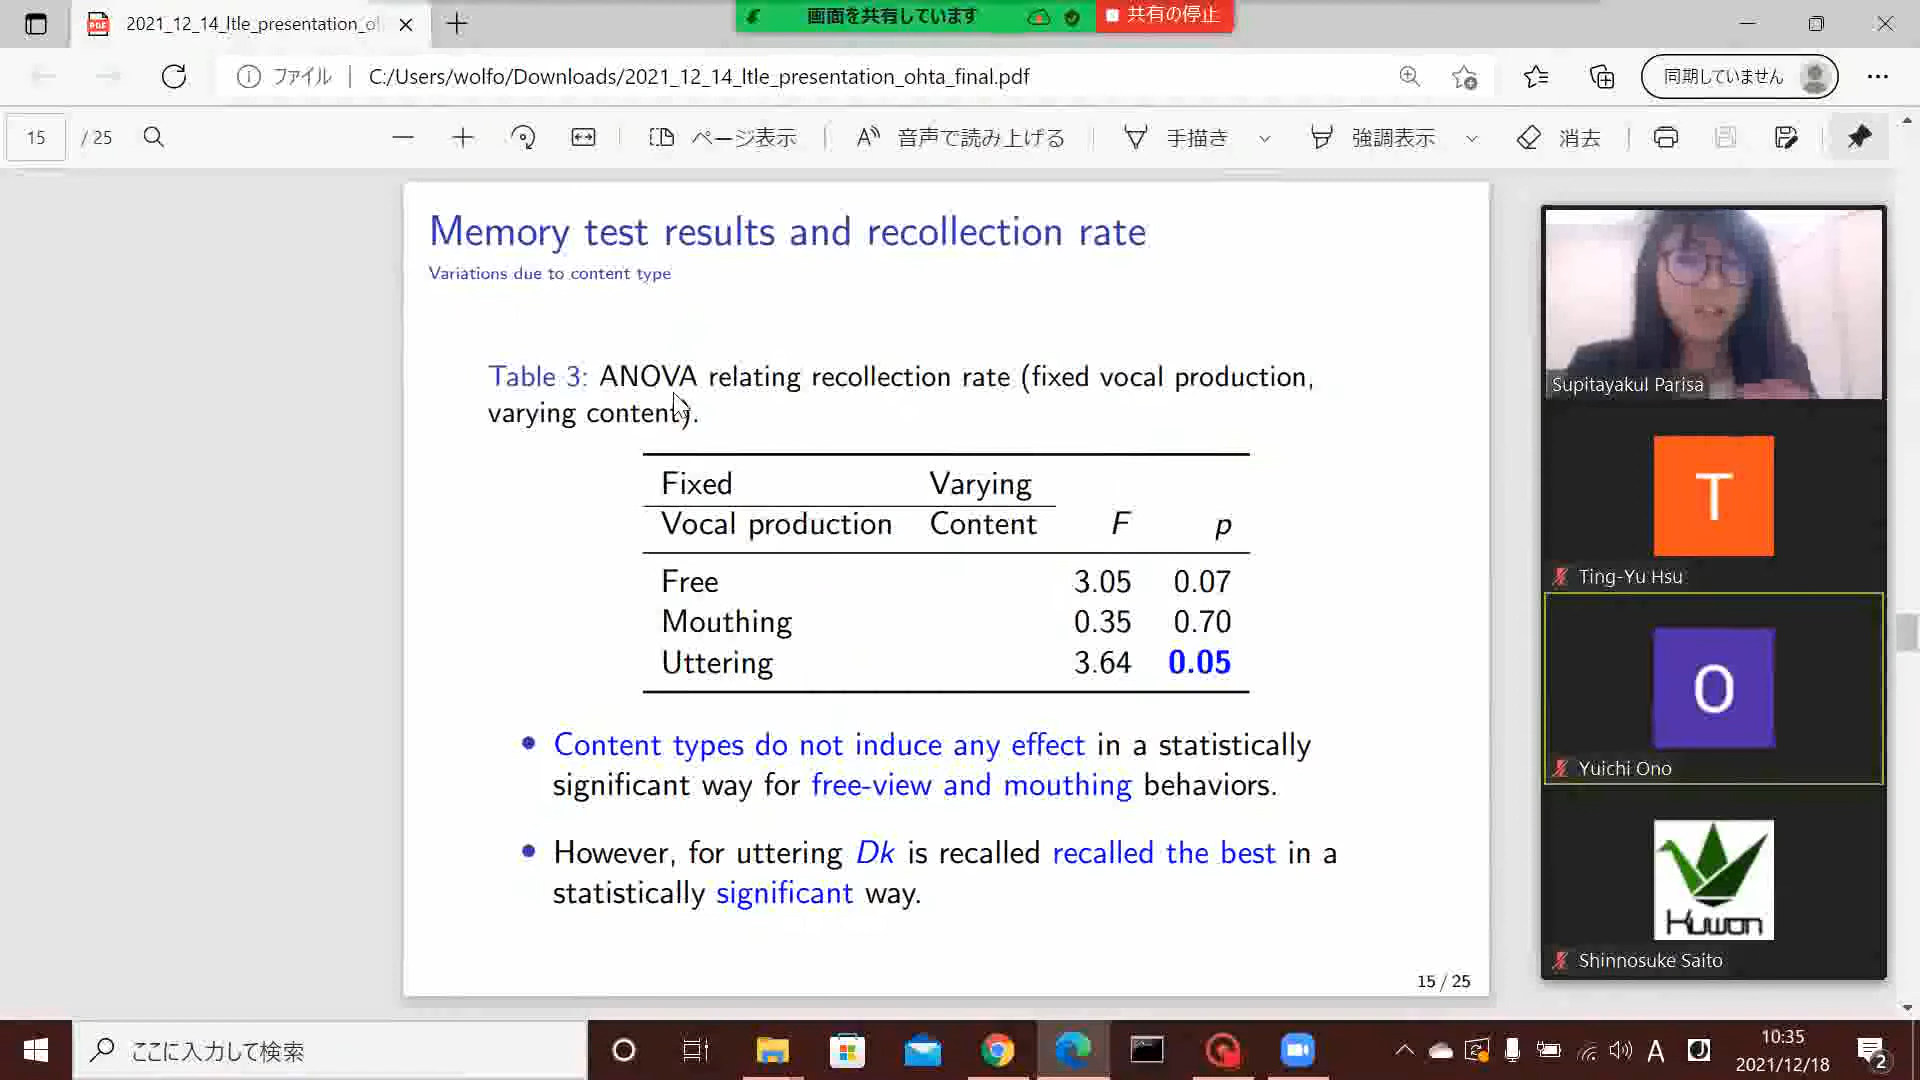 2021_12_14_ltle_presentation_o
画面を共有しています
共有の停止
ファイル
C:/Users/wolfo/Downloads/2021_12_14_ltle_presentation_ohta_final.pdf
同期していません
15 / 25
ページ表示
音声で読み上げる
手描き
強調表示
消去
Memory test results and recollection rate
Variations due to content type
Table 3: ANOVA relating recollection rate (fixed vocal production,
varying content).
Fixed Varying
Vocal production Content F p
Free 3.05 0.07
Mouthing 0.35 0.70
Uttering 3.64 0.05
Content types do not induce any effect in a statistically
significant way for free-view and mouthing behaviors.
However, for uttering Dk is recalled recalled the best in a
statistically significant way.
15 / 25
Supitayakul Parisa
T
Ting-Yu Hsu
O
Yuichi Ono
Kuwon
Shinnosuke Saito
ここに入力して検索
A
10:35
2021/12/18
2